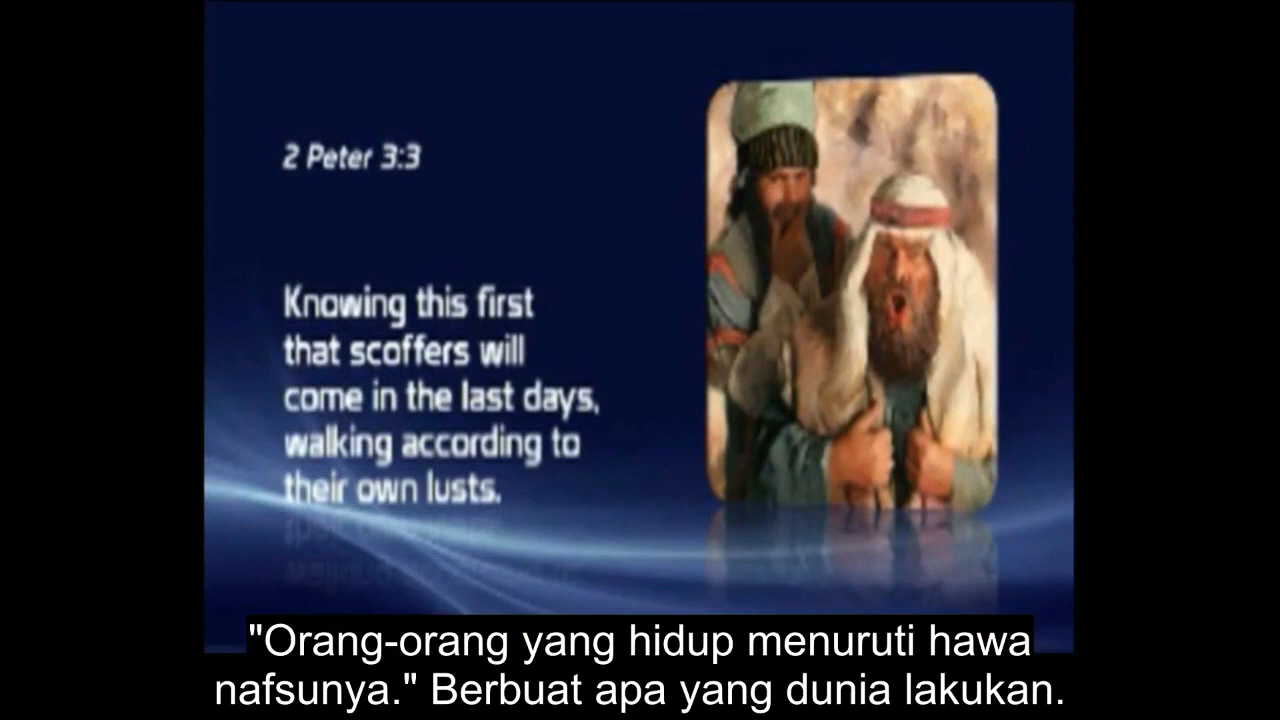 2 Peter 3:3
Knowing this first
that scoffers will
come in the last days,
walking according to
their own lusts.
"Orang-orang yang hidup menuruti hawa
nafsunya." Berbuat apa yang dunia lakukan.